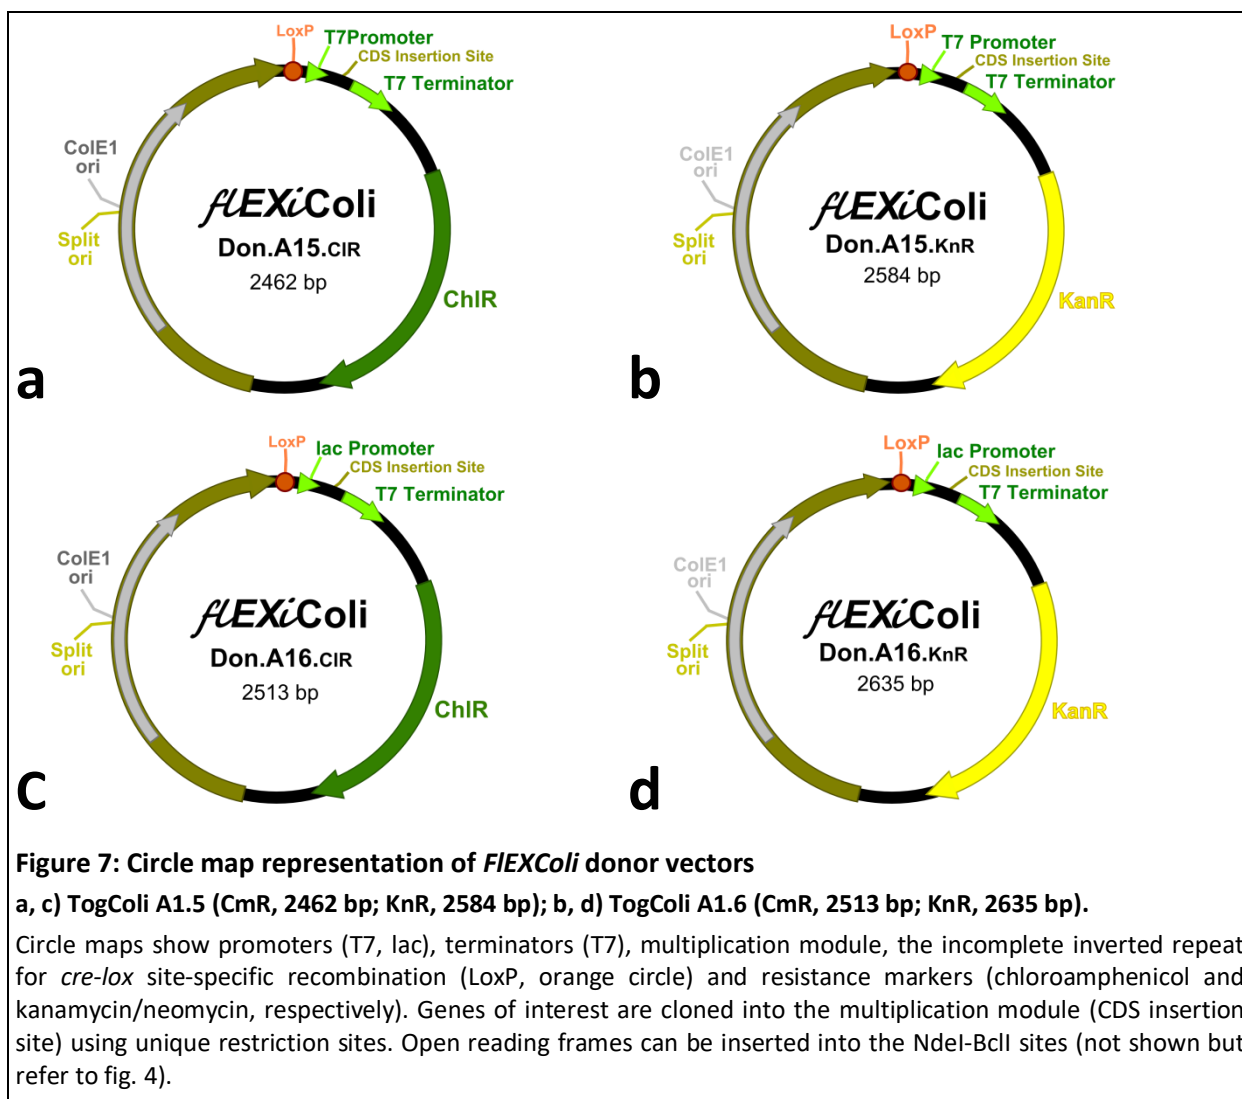 LoxP
T7Promoter
CDS Insertion Site
T7 Terminator
ColE1
ori
Split
ori
flEXiColi
Don.A15.ClR
2462 bp
ChlR
a
LoxP
T7 Promoter
CDS Insertion Site
T7 Terminator
ColE1
ori
Split
ori
flEXiColi
Don.A15.KnR
2584 bp
KanR
b
LoxP
lac Promoter
CDS Insertion Site
T7 Terminator
ColE1
ori
Split
ori
flEXiColi
Don.A16.ClR
2513 bp
ChlR
C
LoxP
lac Promoter
CDS Insertion Site
T7 Terminator
ColE1
ori
Split
ori
flEXiColi
Don.A16.KnR
2635 bp
KanR
d
Figure 7: Circle map representation of FlEXColi donor vectors
a, c) TogColi A1.5 (CmR, 2462 bp; KnR, 2584 bp); b, d) TogColi A1.6 (CmR, 2513 bp; KnR, 2635 bp).
Circle maps show promoters (T7, lac), terminators (T7), multiplication module, the incomplete inverted repeat
for cre-lox site-specific recombination (LoxP, orange circle) and resistance markers (chloroamphenicol and
kanamycin/neomycin, respectively). Genes of interest are cloned into the multiplication module (CDS insertion
site) using unique restriction sites. Open reading frames can be inserted into the NdeI-BclI sites (not shown but
refer to fig. 4).